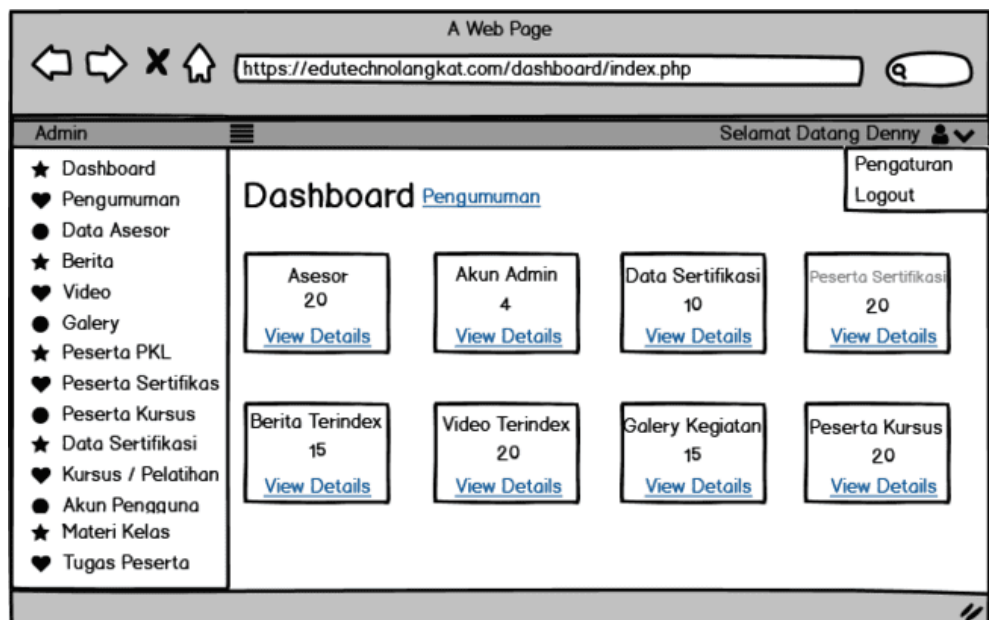 A Web Page
https://edutechnolangkat.com/dashboard/index.php
Admin
Selamat Datang Denny
Pengaturan
Logout
Dashboard
Pengumuman
Data Asesor
Berita
Video
Galery
Peserta PKL
Peserta Sertifikas
Peserta Kursus
Data Sertifikasi
Kursus / Pelatihan
Akun Pengguna
Materi Kelas
Tugas Peserta
Dashboard Pengumuman
Asesor
20
View Details
Akun Admin
4
View Details
Data Sertifikasi
10
View Details
Peserta Sertifikasi
20
View Details
Berita Terindex
15
View Details
Video Terindex
20
View Details
Galery Kegiatan
15
View Details
Peserta Kursus
20
View Details